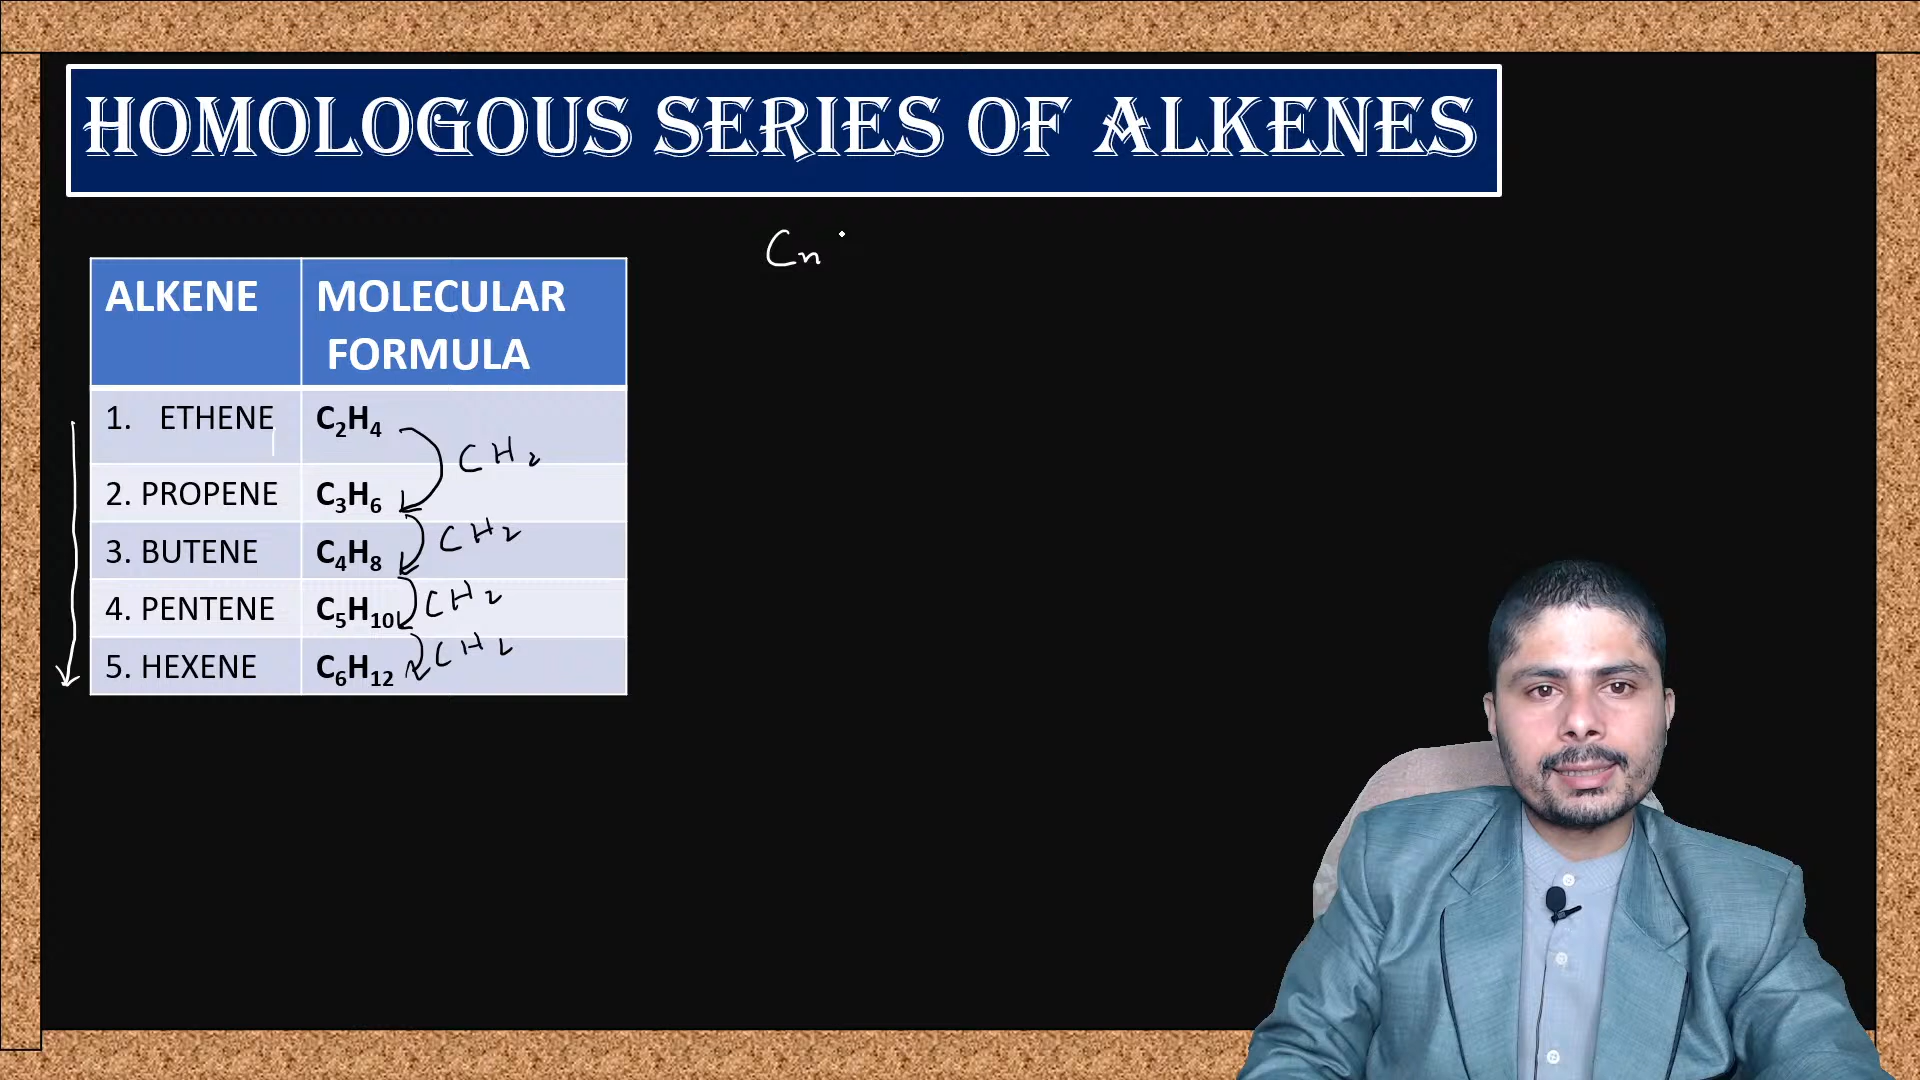 HOMOLOGOUS SERIES OF ALKENES
Cn
ALKENE MOLECULAR FORMULA
1. ETHENE C₂H₄
CH₂
2. PROPENE C₃H₆
CH₂
3. BUTENE C₄H₈
CH₂
4. PENTENE C₅H₁₀
CH₂
5. HEXENE C₆H₁₂